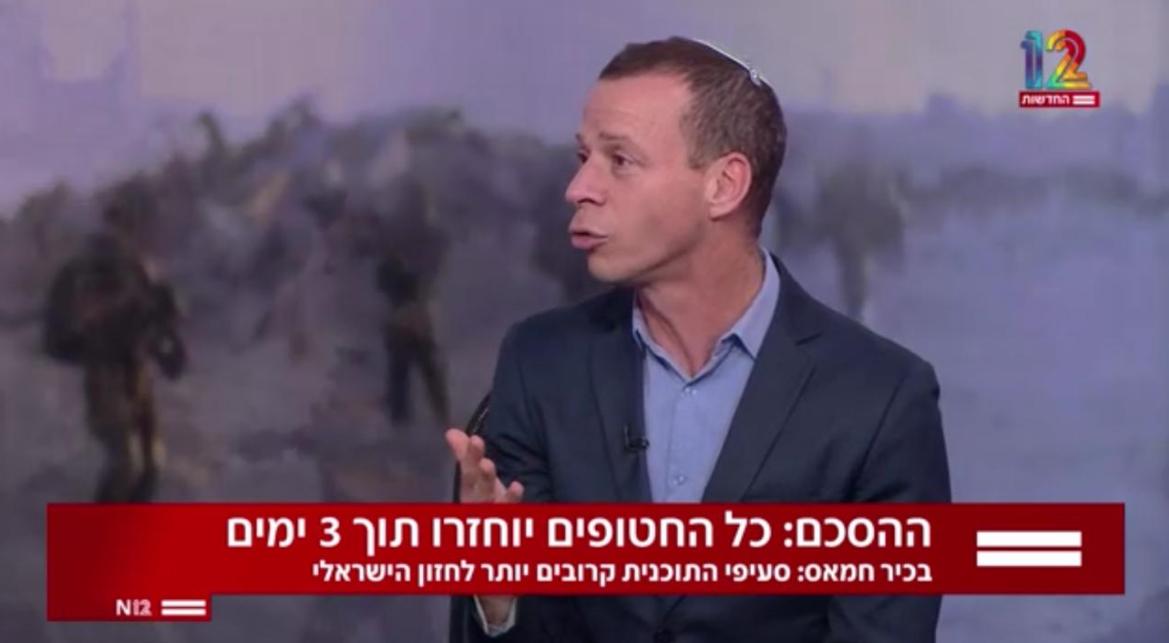 12
החדשות
ההסכם: כל החטופים יוחזרו תוך 3 ימים
בכיר חמאס: סעיפי התוכנית קרובים יותר לחזון הישראלי
N12